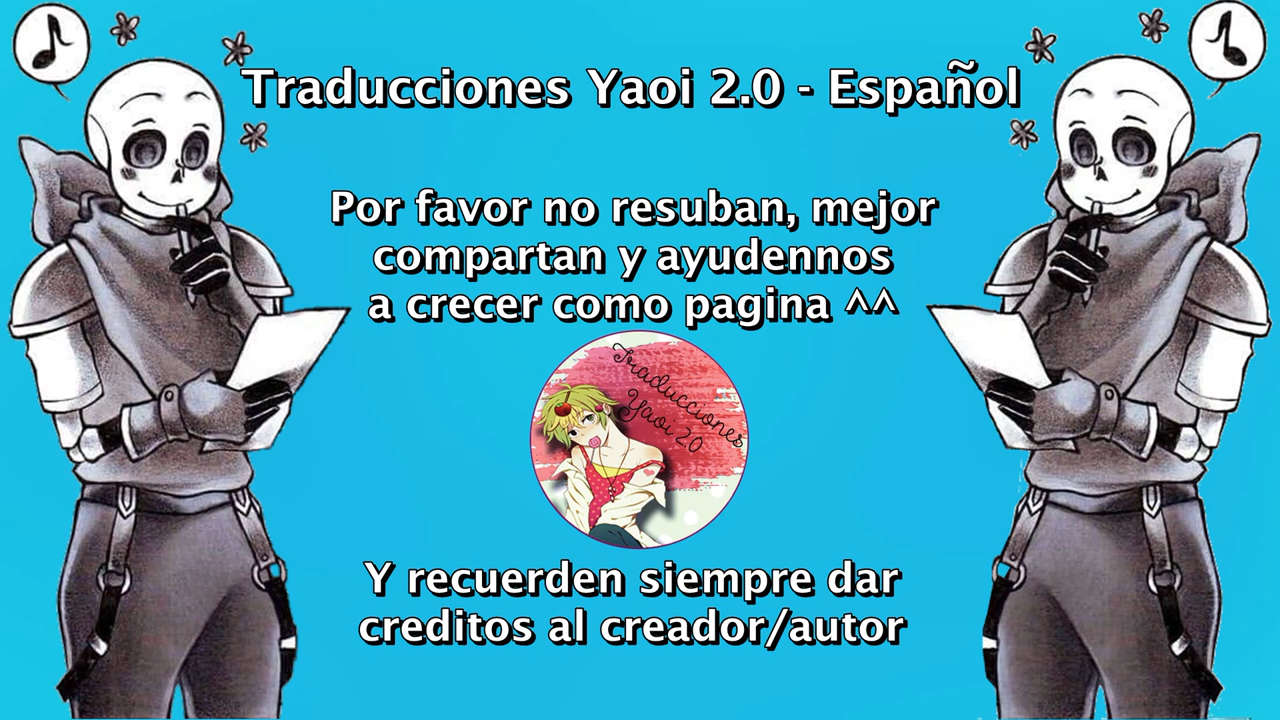 Traducciones Yaoi 2.0 - Español
Por favor no resuban, mejor
compartan y ayudennos
a crecer como pagina ^^
Traducciones
Yaoi 2.0
Y recuerden siempre dar
creditos al creador/autor